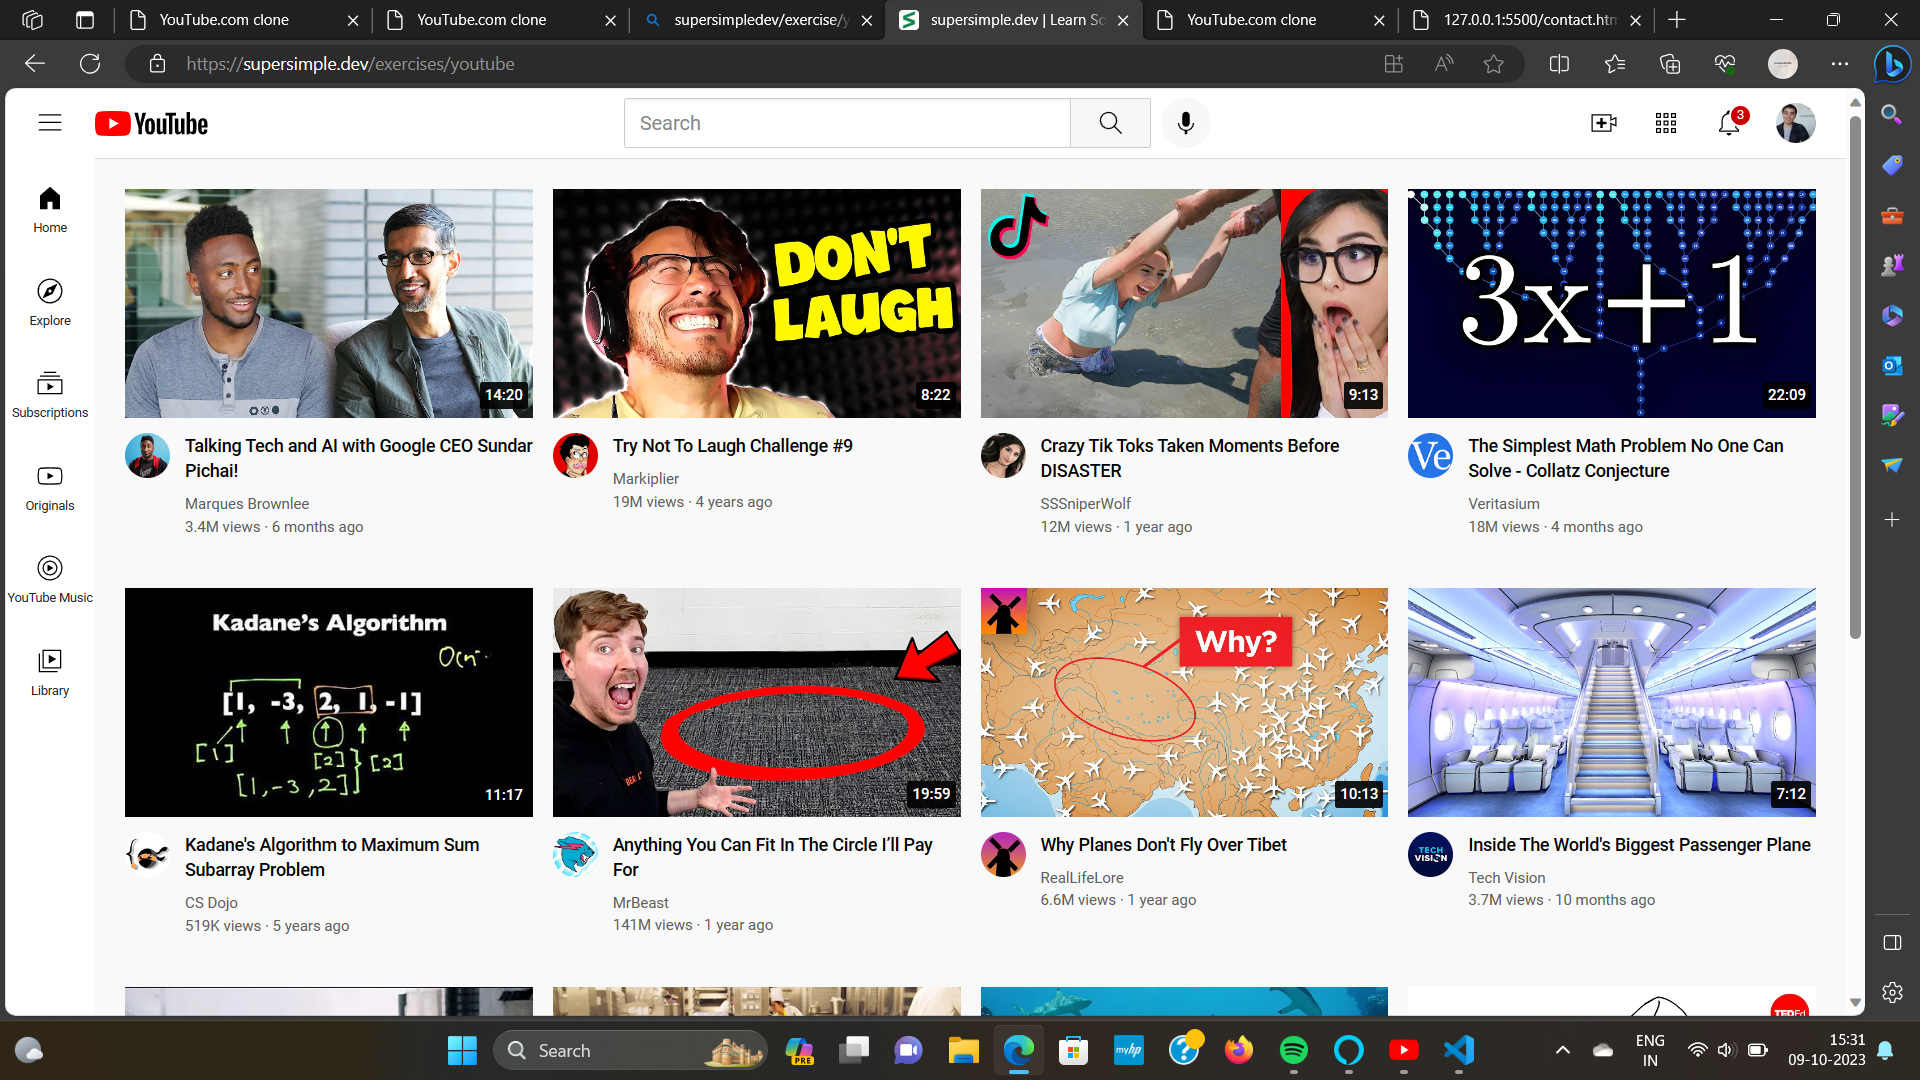 YouTube.com clone
YouTube.com clone
supersimpledev/exercise/y
supersimple.dev | Learn So
YouTube.com clone
127.0.0.1:5500/contact.htm
https://supersimple.dev/exercises/youtube
YouTube
Search
3
Home
Explore
Subscriptions
Originals
YouTube Music
Library
14:20
DON'T
LAUGH
8:22
9:13
3x+1
22:09
Talking Tech and AI with Google CEO Sundar
Pichai!
Marques Brownlee
3.4M views · 6 months ago
Try Not To Laugh Challenge #9
Markiplier
19M views · 4 years ago
Crazy Tik Toks Taken Moments Before
DISASTER
SSSniperWolf
12M views · 1 year ago
Ve
The Simplest Math Problem No One Can
Solve - Collatz Conjecture
Veritasium
18M views · 4 months ago
Kadane's Algorithm
[1, -3, 2, 1, -1]
[1]
[2]
[2]
[1,-3,2]
11:17
19:59
Why?
10:13
7:12
Kadane's Algorithm to Maximum Sum
Subarray Problem
CS Dojo
519K views · 5 years ago
Anything You Can Fit In The Circle I’ll Pay
For
MrBeast
141M views · 1 year ago
Why Planes Don't Fly Over Tibet
RealLifeLore
6.6M views · 1 year ago
TECH
VISION
Inside The World's Biggest Passenger Plane
Tech Vision
3.7M views · 10 months ago
TEDEd
Search
PRE
myhp
ENG
IN
15:31
09-10-2023